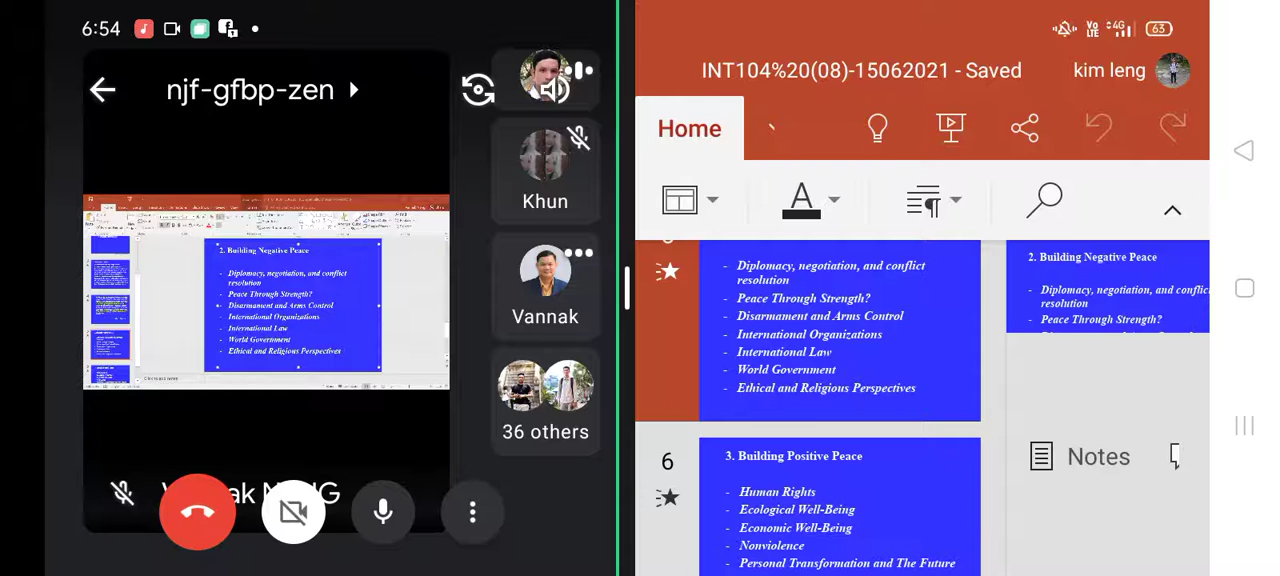 6:54
njf-gfbp-zen
Khun
Vannak
36 others
2. Building Negative Peace
- Diplomacy, negotiation, and conflict
resolution
- Peace Through Strength?
- Disarmament and Arms Control
- International Organizations
- International Law
- World Government
- Ethical and Religious Perspectives
Vo
LTE
4G
63
INT104%20(08)-15062021 - Saved
kim leng
Home
A
- Diplomacy, negotiation, and conflict
resolution
- Peace Through Strength?
- Disarmament and Arms Control
- International Organizations
- International Law
- World Government
- Ethical and Religious Perspectives
6
3. Building Positive Peace
- Human Rights
- Ecological Well-Being
- Economic Well-Being
- Nonviolence
- Personal Transformation and The Future
2. Building Negative Peace
- Diplomacy, negotiation, and conflict
resolution
- Peace Through Strength?
Notes